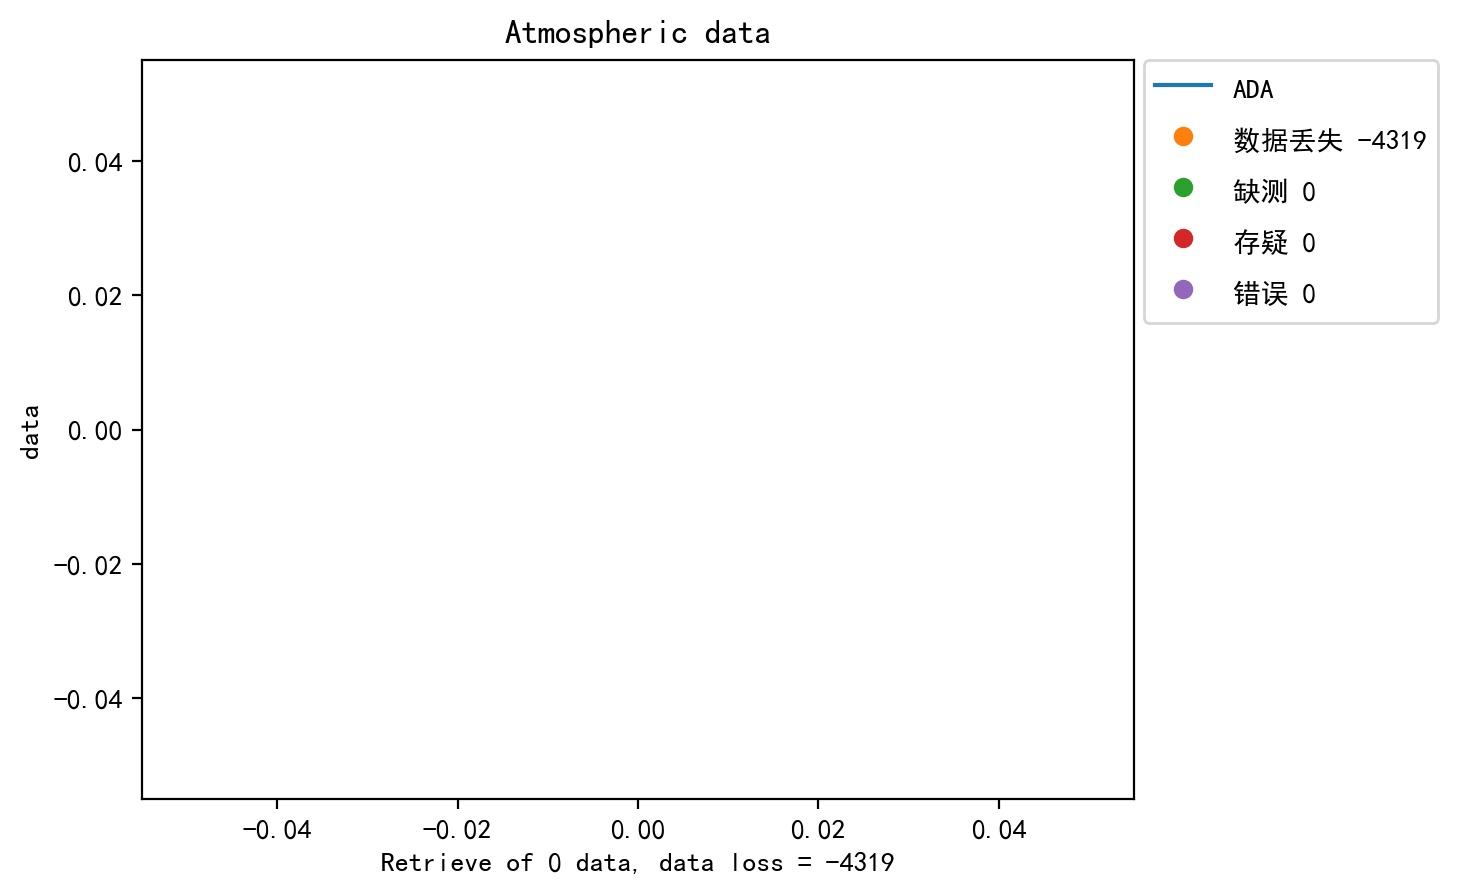 Atmospheric data
ADA
数据丢失 -4319
缺测 0
存疑 0
错误 0
data
0.04
0.02
0.00
-0.02
-0.04
-0.04
-0.02
0.00
0.02
0.04
Retrieve of 0 data, data loss = -4319